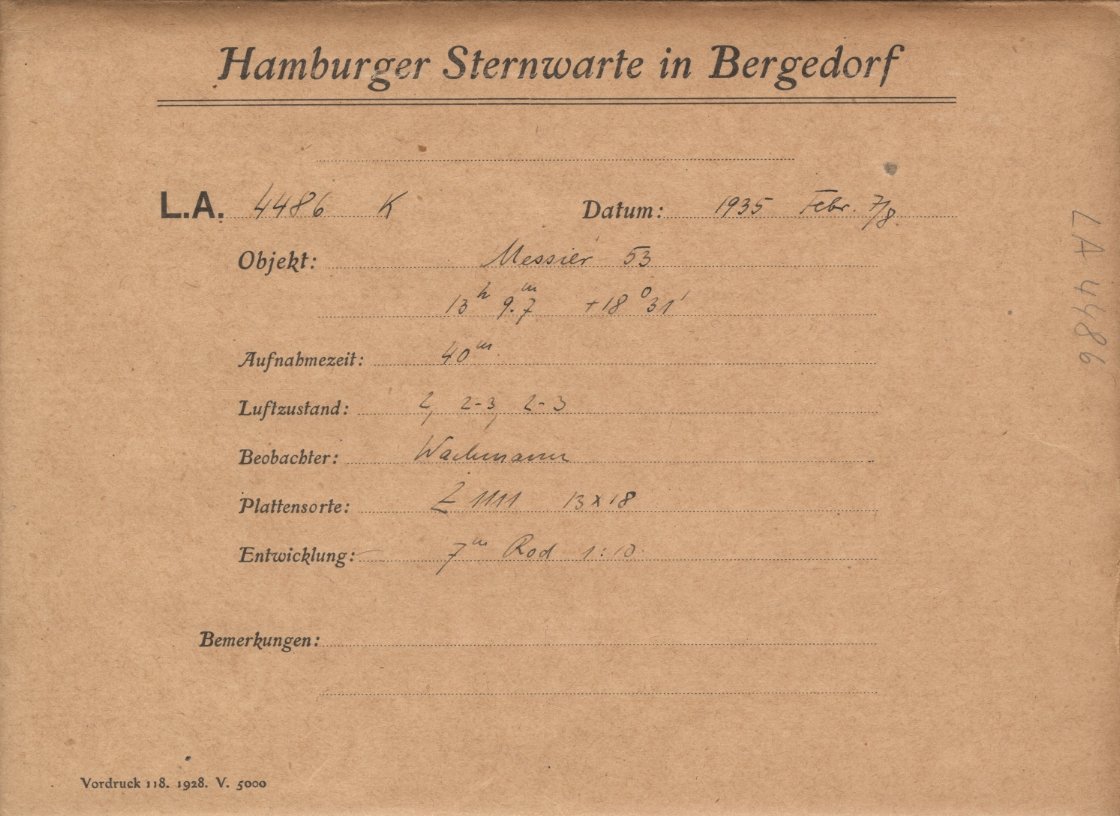 Hamburger Sternwarte in Bergedorf
L.A. 4486 K Datum: 1935 Febr. 7/8.
Objekt: Messier 53
13h 9.m7 +18° 31'
Aufnahmezeit: 40m
Luftzustand: 2, 2-3, 2-3
Beobachter: Wachmann
Plattensorte: Z 1111 13x18
Entwicklung: 7m Rod 1:10.
Bemerkungen:
Vordruck 118. 1928. V. 5000
LA 4486